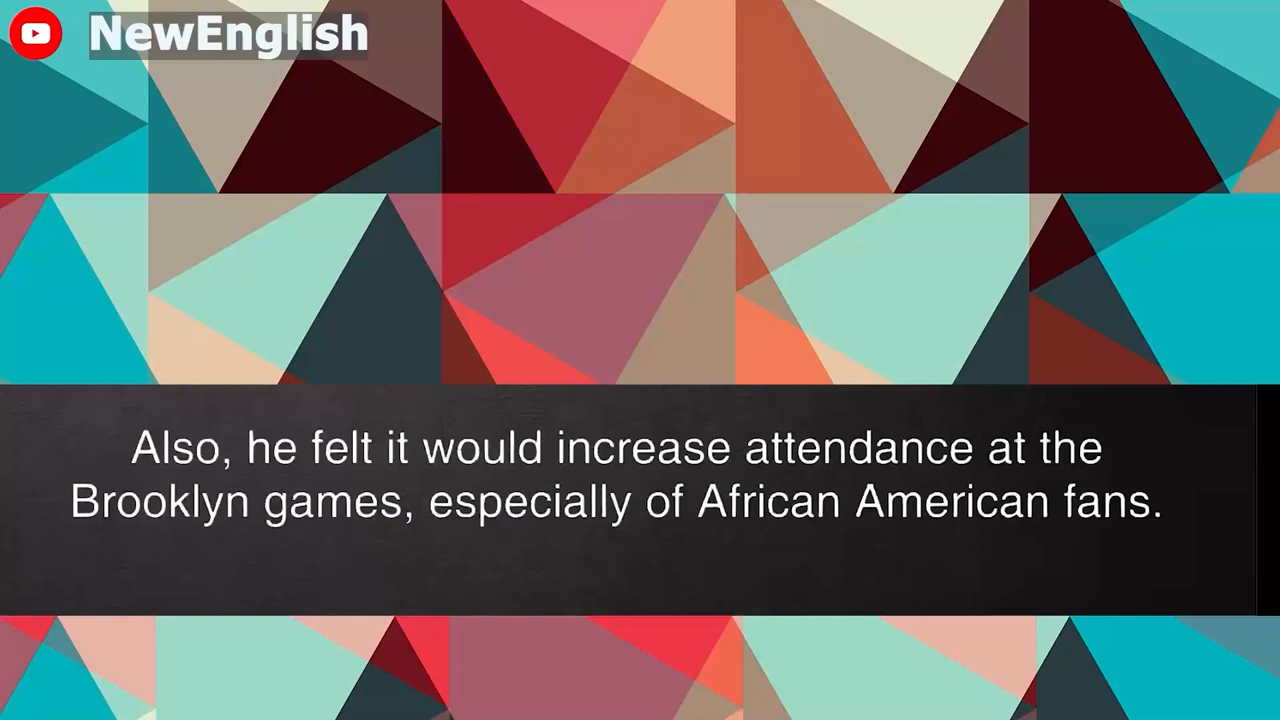 NewEnglish
Also, he felt it would increase attendance at the
Brooklyn games, especially of African American fans.